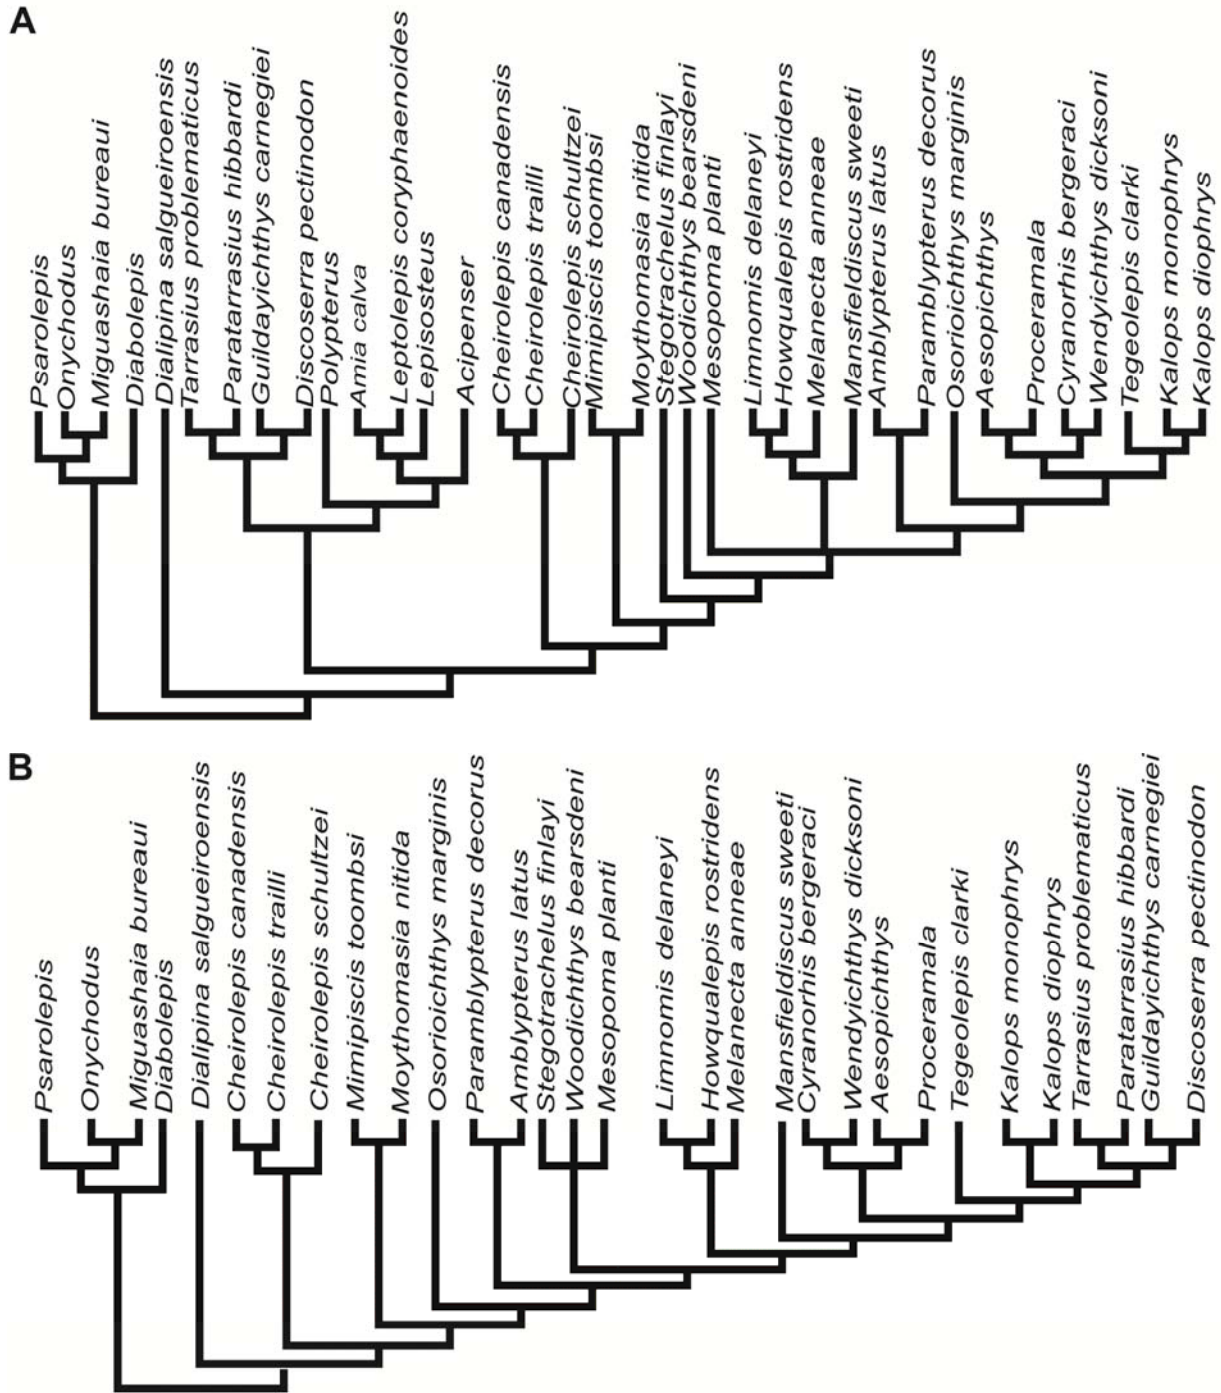 A
Psarolepis
Onychodus
Miguashaia bureaui
Diabolepis
Dialipina salgueiroensis
Tarrasius problematicus
Paratarrasius hibbardi
Guildayichthys carnegiei
Discoserra pectinodon
Polypterus
Amia calva
Leptolepis coryphaenoides
Lepisosteus
Acipenser
Cheirolepis canadensis
Cheirolepis trailli
Cheirolepis schultzei
Mimipiscis toombsi
Moythomasia nitida
Stegotrachelus finlayi
Woodichthys bearsdeni
Mesopoma planti
Limnomis delaneyi
Howqualepis rostridens
Melanecta anneae
Mansfieldiscus sweeti
Amblypterus latus
Paramblypterus decorus
Osorioichthys marginis
Aesopichthys
Proceramala
Cyranorhis bergeraci
Wendyichthys dicksoni
Tegeolepis clarki
Kalops monophrys
Kalops diophrys
B
Psarolepis
Onychodus
Miguashaia bureaui
Diabolepis
Dialipina salgueiroensis
Cheirolepis canadensis
Cheirolepis trailli
Cheirolepis schultzei
Mimipiscis toombsi
Moythomasia nitida
Osorioichthys marginis
Paramblypterus decorus
Amblypterus latus
Stegotrachelus finlayi
Woodichthys bearsdeni
Mesopoma planti
Limnomis delaneyi
Howqualepis rostridens
Melanecta anneae
Mansfieldiscus sweeti
Cyranorhis bergeraci
Wendyichthys dicksoni
Aesopichthys
Proceramala
Tegeolepis clarki
Kalops monophrys
Kalops diophrys
Tarrasius problematicus
Paratarrasius hibbardi
Guildayichthys carnegiei
Discoserra pectinodon